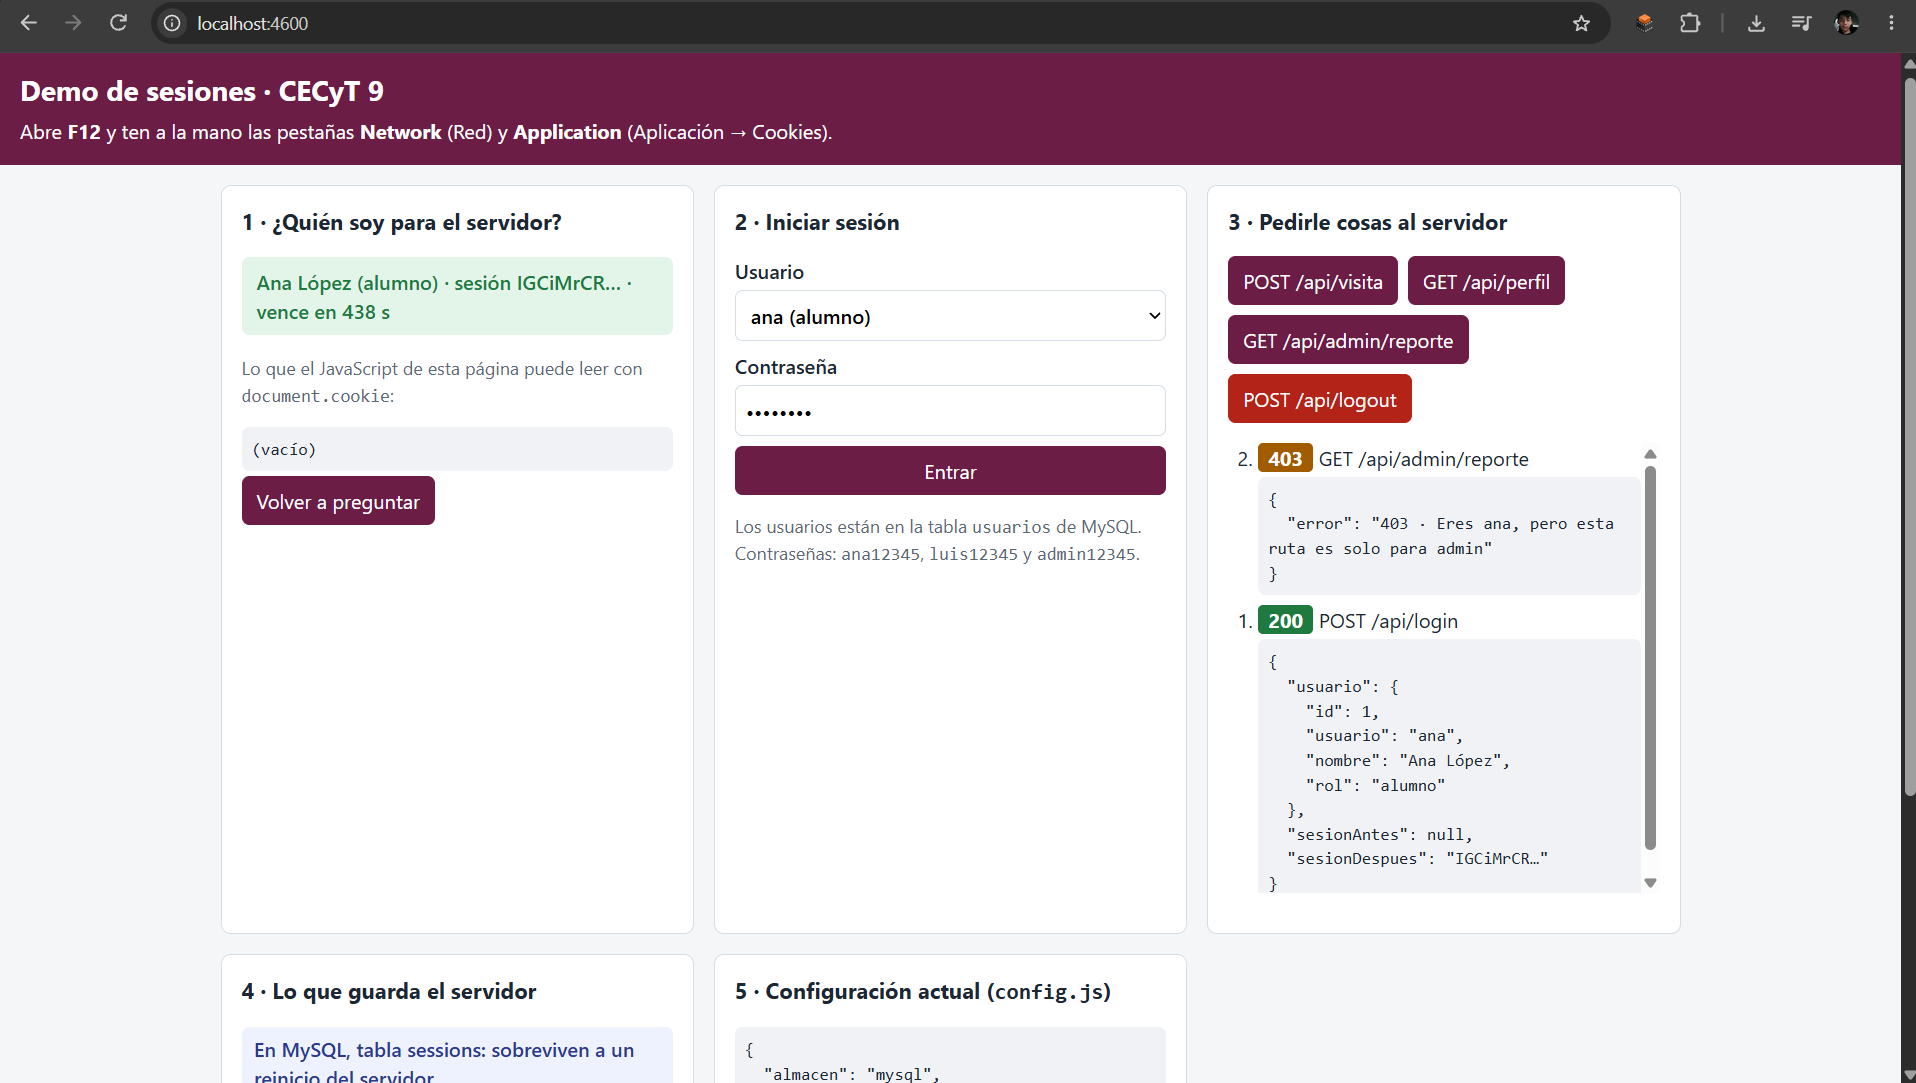 localhost:4600
Demo de sesiones · CECyT 9
Abre F12 y ten a la mano las pestañas Network (Red) y Application (Aplicación → Cookies).
1 · ¿Quién soy para el servidor?
Ana López (alumno) · sesión IGCiMrCR… ·
vence en 438 s
Lo que el JavaScript de esta página puede leer con
document.cookie:
(vacío)
Volver a preguntar
2 · Iniciar sesión
Usuario
ana (alumno)
Contraseña
••••••••
Entrar
Los usuarios están en la tabla usuarios de MySQL.
Contraseñas: ana12345, luis12345 y admin12345.
3 · Pedirle cosas al servidor
POST /api/visita
GET /api/perfil
GET /api/admin/reporte
POST /api/logout
2. 403 GET /api/admin/reporte
{
"error": "403 · Eres ana, pero esta
ruta es solo para admin"
}
1. 200 POST /api/login
{
"usuario": {
"id": 1,
"usuario": "ana",
"nombre": "Ana López",
"rol": "alumno"
},
"sesionAntes": null,
"sesionDespues": "IGCiMrCR…"
}
4 · Lo que guarda el servidor
En MySQL, tabla sessions: sobreviven a un
reinicio del servidor
5 · Configuración actual (config.js)
{
"almacen": "mysql",